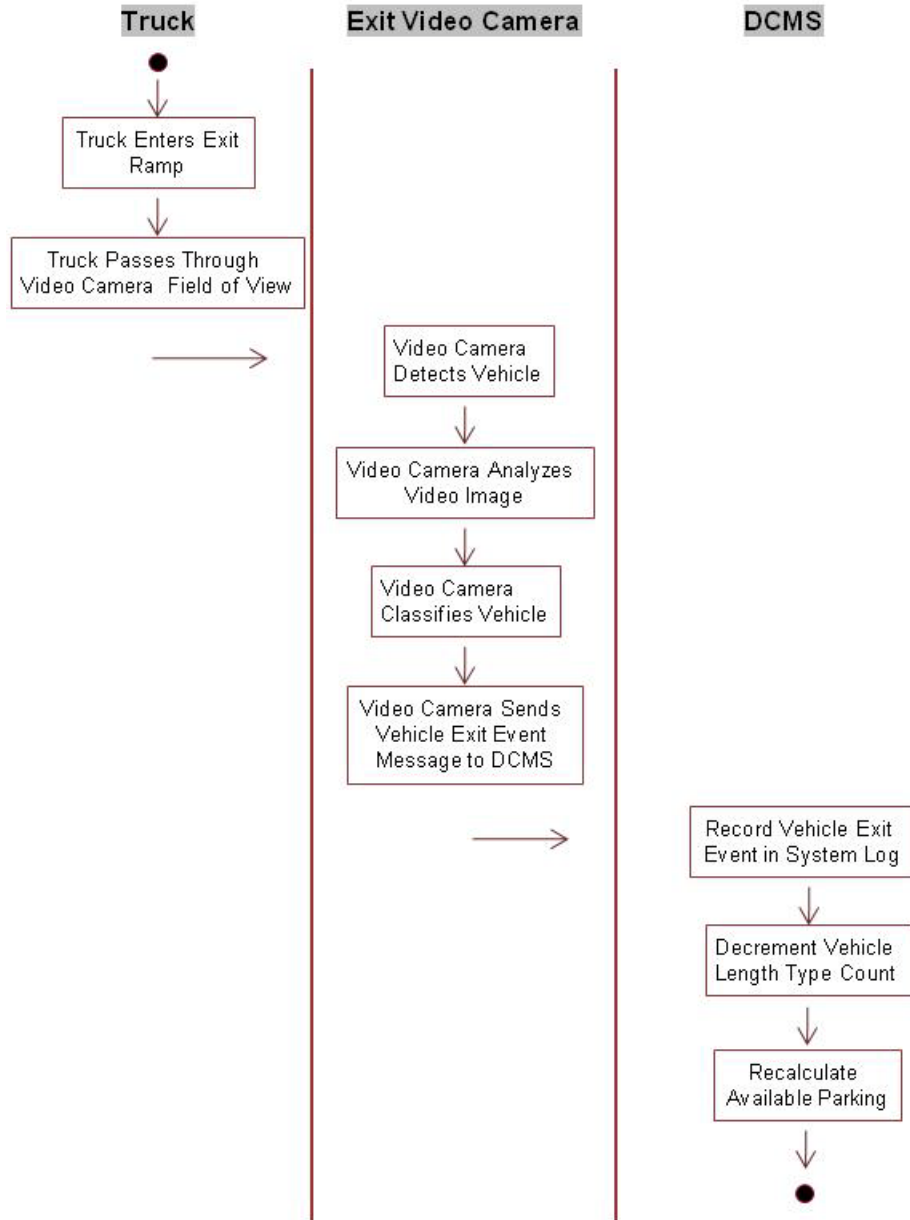 Truck
Exit Video Camera
DCMS
Truck Enters Exit
Ramp
Truck Passes Through
Video Camera Field of View
Video Camera
Detects Vehicle
Video Camera Analyzes
Video Image
Video Camera
Classifies Vehicle
Video Camera Sends
Vehicle Exit Event
Message to DCMS
Record Vehicle Exit
Event in System Log
Decrement Vehicle
Length Type Count
Recalculate
Available Parking